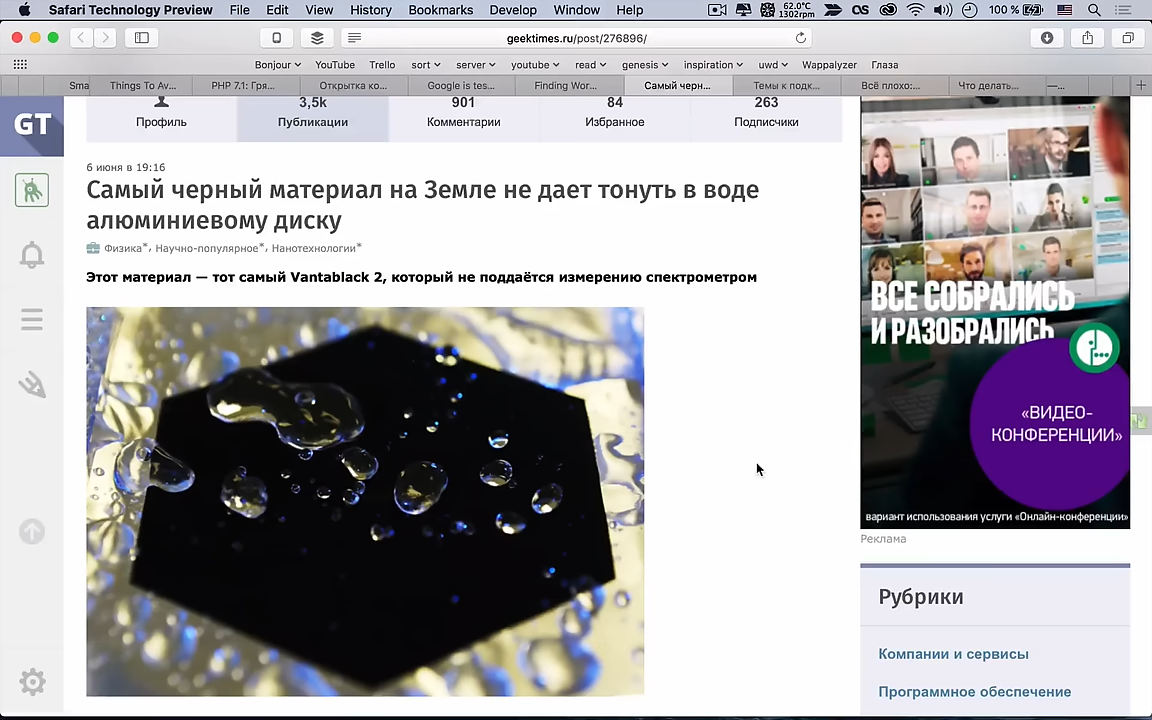 Safari Technology Preview File Edit View History Bookmarks Develop Window Help
62.0°C
1302rpm
100 %
geektimes.ru/post/276896/
Bonjour YouTube Trello sort server youtube read genesis inspiration uwd Wappalyzer Глаза
Sma Things To Av... PHP 7.1: Гря... Открытка ко... Google is tes... Finding Wor... Самый черн... Темы к подк... Всё плохо:... Что делать...
GT
3,5k 901 84 263
Профиль Публикации Комментарии Избранное Подписчики
6 июня в 19:16
Самый черный материал на Земле не дает тонуть в воде
алюминиевому диску
Физика*, Научно-популярное*, Нанотехнологии*
Этот материал — тот самый Vantablack 2, который не поддаётся измерению спектрометром
ВСЕ СОБРАЛИСЬ
И РАЗОБРАЛИСЬ
«ВИДЕО-
КОНФЕРЕНЦИИ»
вариант использования услуги «Онлайн-конференции»
Реклама
Рубрики
Компании и сервисы
Программное обеспечение